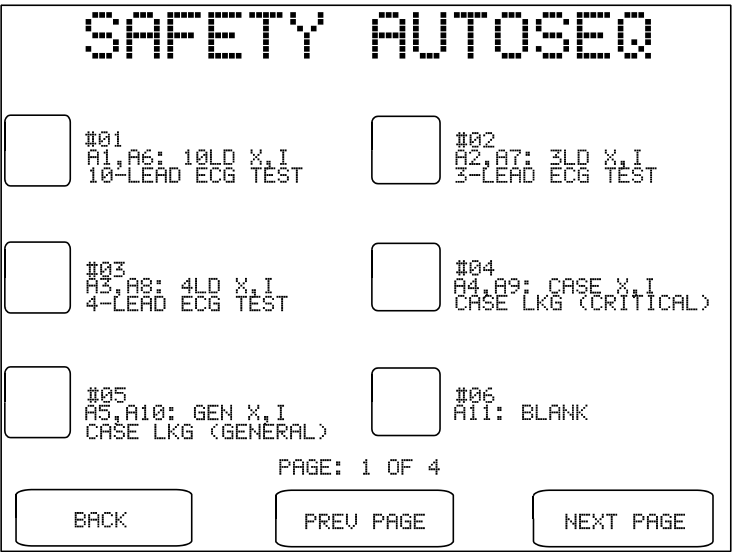 SAFETY AUTOSEQ
#01
A1,A6: 10LD X,I
10-LEAD ECG TEST
#02
A2,A7: 3LD X,I
3-LEAD ECG TEST
#03
A3,A8: 4LD X,I
4-LEAD ECG TEST
#04
A4,A9: CASE X,I
CASE LKG (CRITICAL)
#05
A5,A10: GEN X,I
CASE LKG (GENERAL)
#06
A11: BLANK
PAGE: 1 OF 4
BACK
PREV PAGE
NEXT PAGE